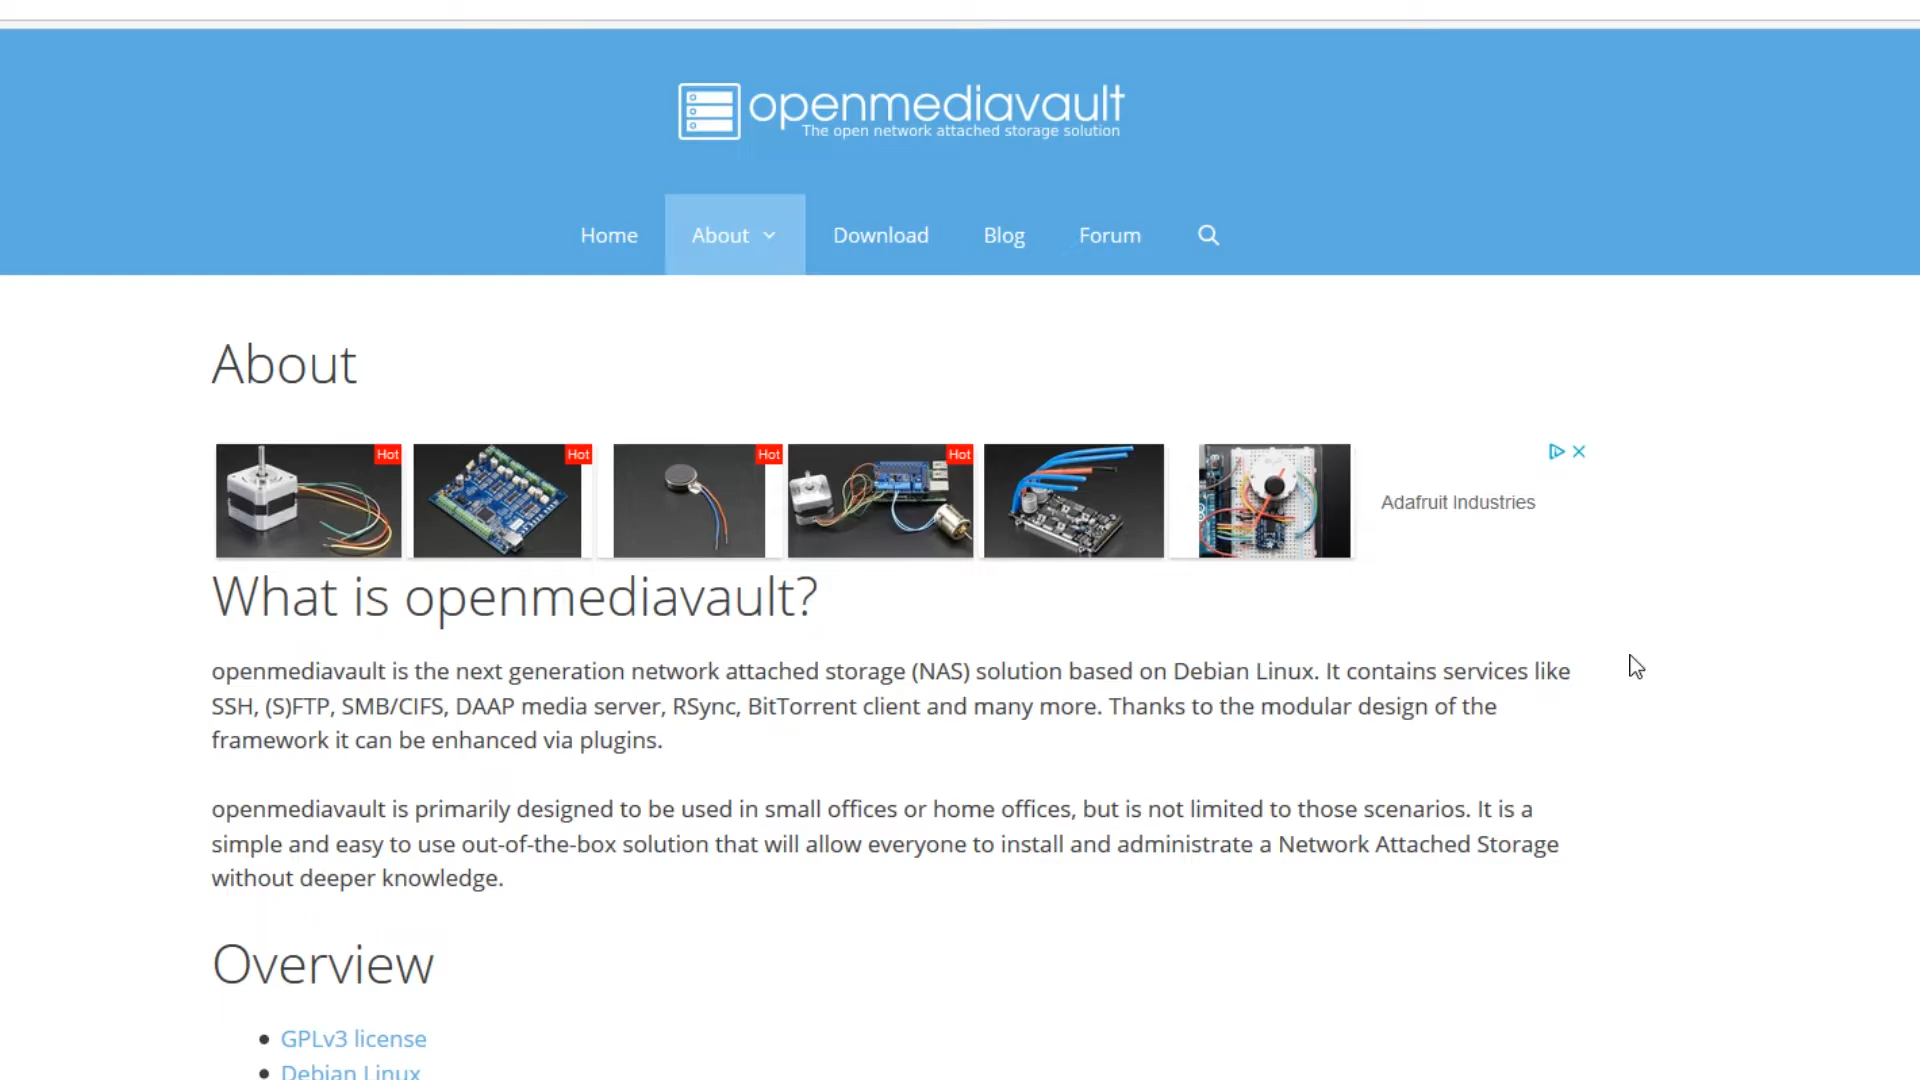 openmediavault
The open network attached storage solution
Home About Download Blog Forum
About
Hot Hot Hot Hot
Adafruit Industries
What is openmediavault?
openmediavault is the next generation network attached storage (NAS) solution based on Debian Linux. It contains services like
SSH, (S)FTP, SMB/CIFS, DAAP media server, RSync, BitTorrent client and many more. Thanks to the modular design of the
framework it can be enhanced via plugins.
openmediavault is primarily designed to be used in small offices or home offices, but is not limited to those scenarios. It is a
simple and easy to use out-of-the-box solution that will allow everyone to install and administrate a Network Attached Storage
without deeper knowledge.
Overview
GPLv3 license
Debian Linux